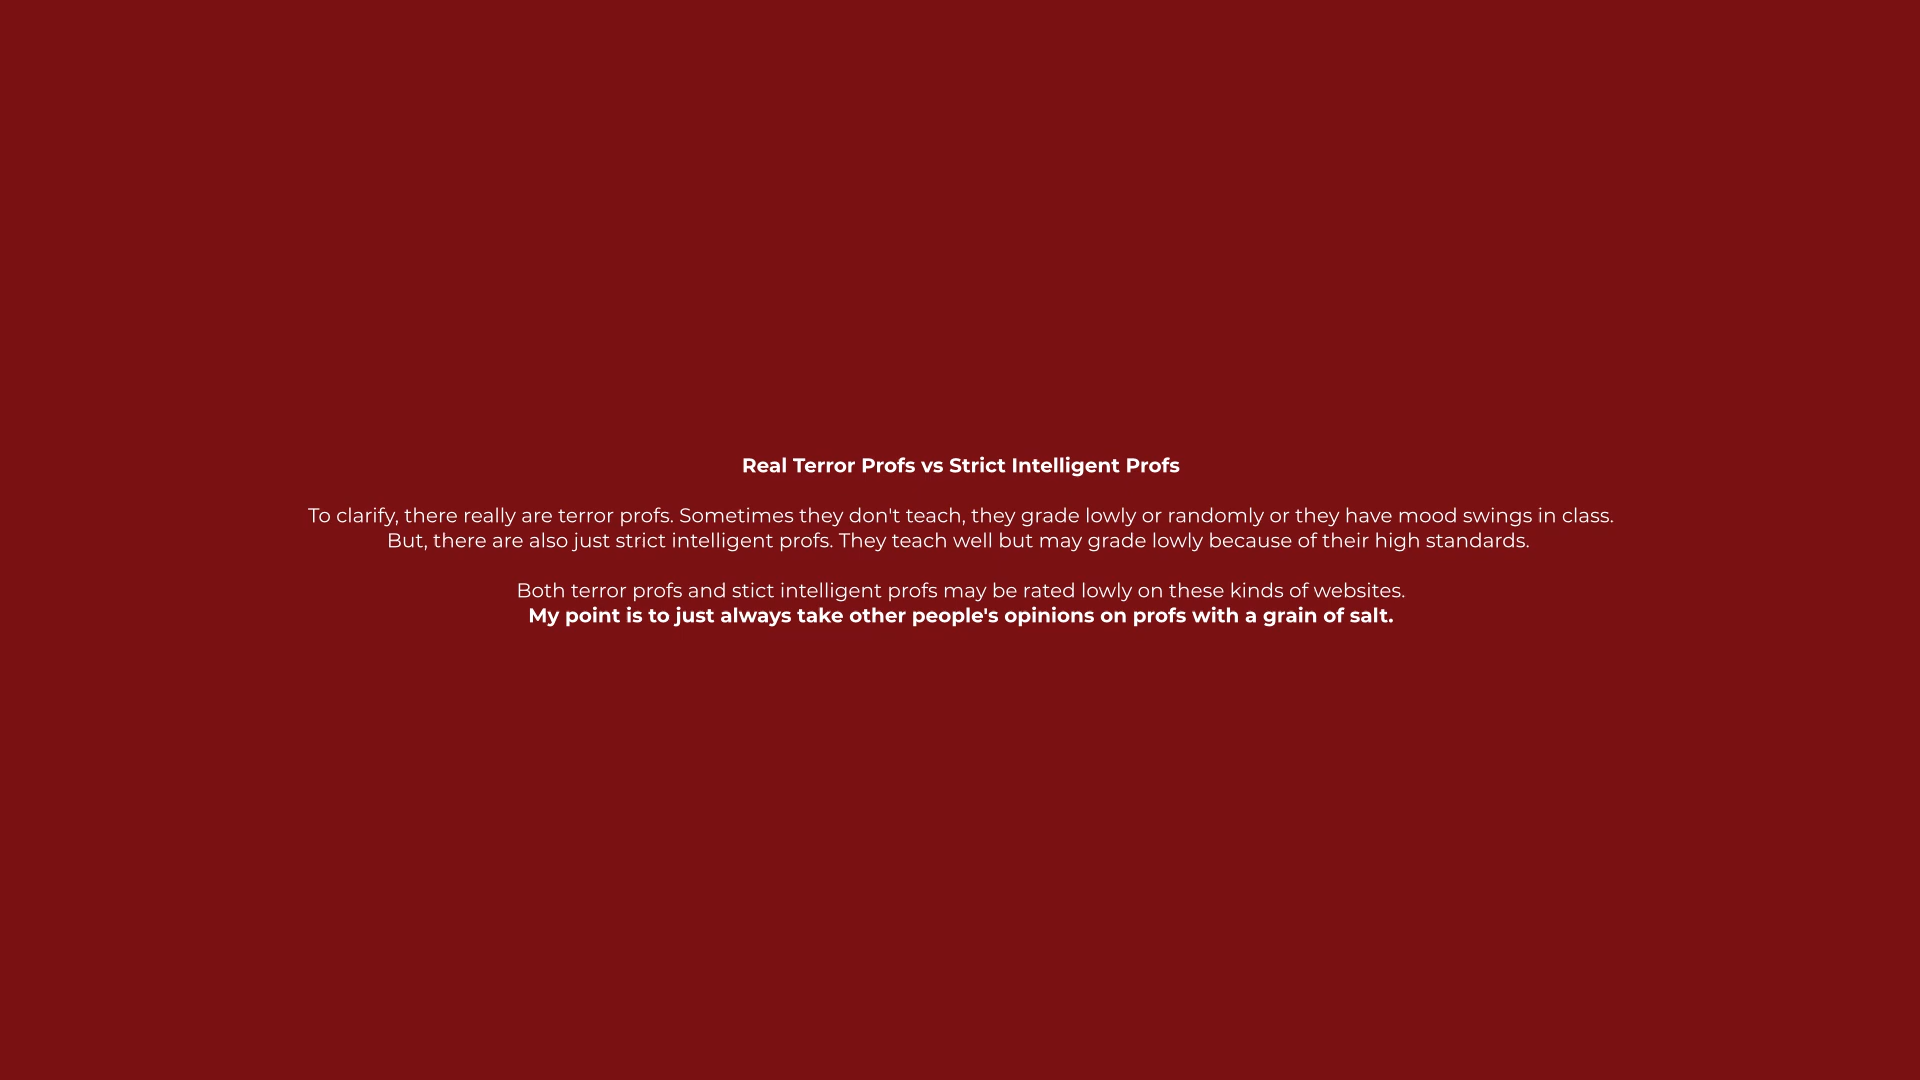 Real Terror Profs vs Strict Intelligent Profs
To clarify, there really are terror profs. Sometimes they don't teach, they grade lowly or randomly or they have mood swings in class.
But, there are also just strict intelligent profs. They teach well but may grade lowly because of their high standards.
Both terror profs and stict intelligent profs may be rated lowly on these kinds of websites.
My point is to just always take other people's opinions on profs with a grain of salt.